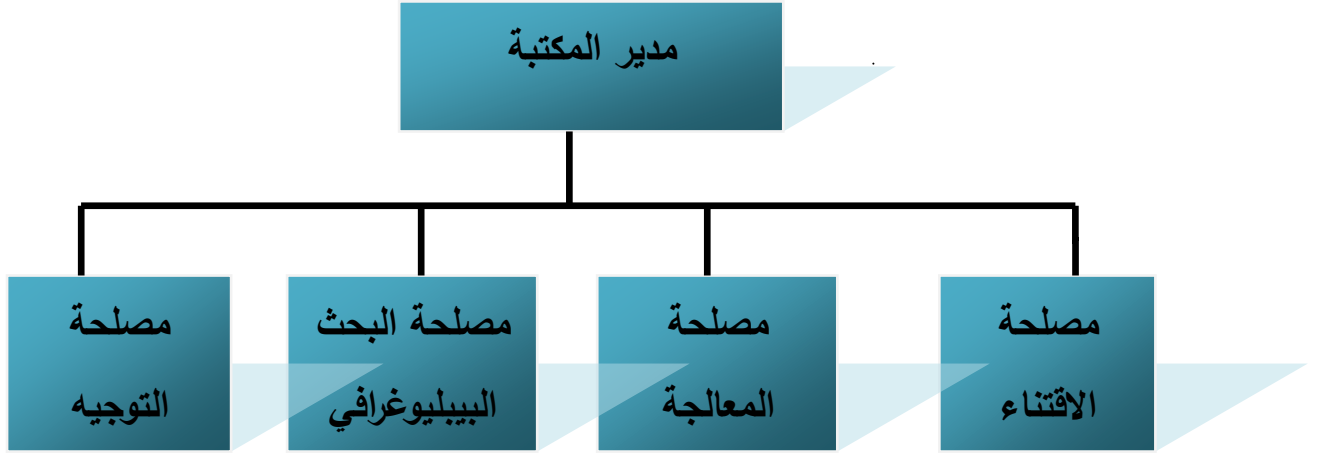 مدير المكتبة
مصلحة
الاقتناء
مصلحة
المعالجة
مصلحة البحث
البيبليوغرافي
مصلحة
التوجيه